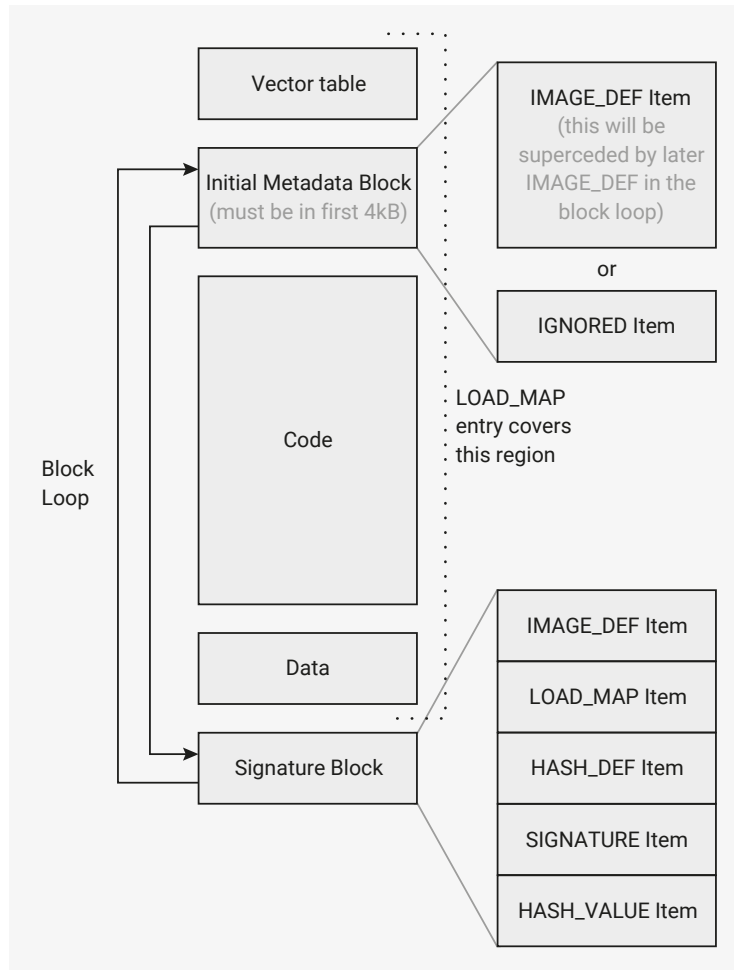 Vector table
Initial Metadata Block
(must be in first 4kB)
IMAGE_DEF Item
(this will be
superceded by later
IMAGE_DEF in the
block loop)
or
IGNORED Item
Code
LOAD_MAP
entry covers
this region
Block
Loop
Data
Signature Block
IMAGE_DEF Item
LOAD_MAP Item
HASH_DEF Item
SIGNATURE Item
HASH_VALUE Item